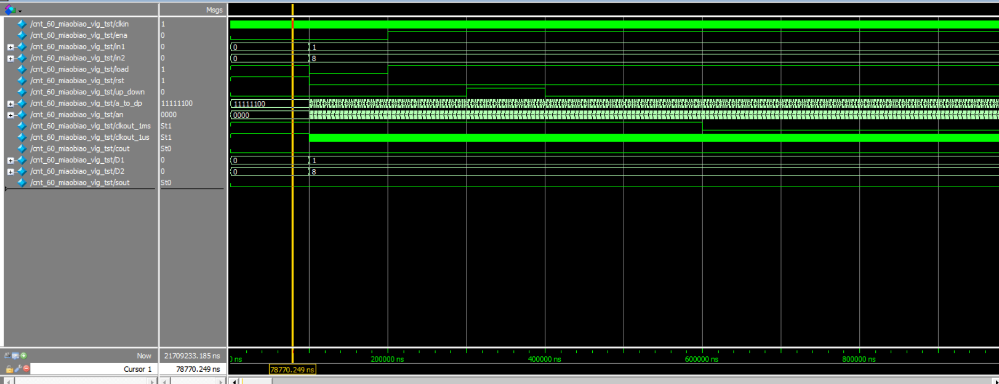 Msgs
/cnt_60_miaobiao_vlg_tst/clkin 1
/cnt_60_miaobiao_vlg_tst/ena 0
/cnt_60_miaobiao_vlg_tst/in1 0 0 1
/cnt_60_miaobiao_vlg_tst/in2 0 0 8
/cnt_60_miaobiao_vlg_tst/load 1
/cnt_60_miaobiao_vlg_tst/rst 1
/cnt_60_miaobiao_vlg_tst/up_down 0
/cnt_60_miaobiao_vlg_tst/a_to_dp 11111100 11111100
/cnt_60_miaobiao_vlg_tst/an 0000 0000
/cnt_60_miaobiao_vlg_tst/clkout_1ms St1
/cnt_60_miaobiao_vlg_tst/clkout_1us St1
/cnt_60_miaobiao_vlg_tst/cout St0
/cnt_60_miaobiao_vlg_tst/D1 0 0 1
/cnt_60_miaobiao_vlg_tst/D2 0 0 8
/cnt_60_miaobiao_vlg_tst/sout St0
Now 21709233.185 ns ns 200000 ns 400000 ns 600000 ns 800000 ns
Cursor 1 78770.249 ns 78770.249 ns